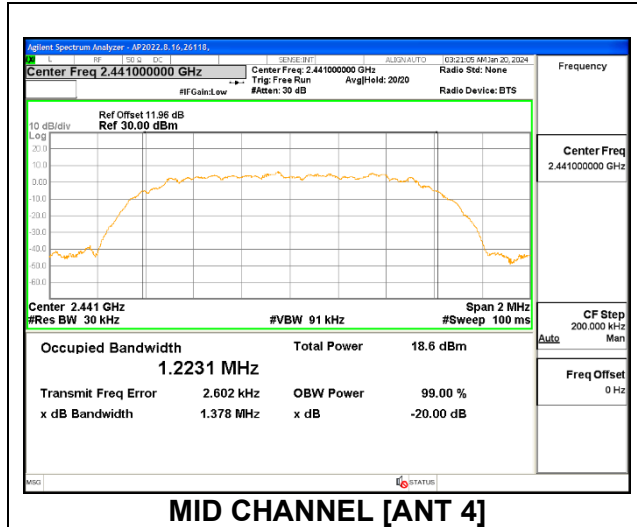 Agilent Spectrum Analyzer - AP2022.8.16,26118,
L RF 50 Ω DC SENSE:INT ALIGNAUTO 03:21:05 AM Jan 20, 2024
Center Freq 2.441000000 GHz Center Freq: 2.441000000 GHz Radio Std: None Frequency
Trig: Free Run Avg|Hold: 20/20
#IFGain:Low #Atten: 30 dB Radio Device: BTS
Ref Offset 11.96 dB
10 dB/div Ref 30.00 dBm
Log
20.0
10.0
0.00
-10.0
-20.0
-30.0
-40.0
-50.0
-60.0
Center Freq
2.441000000 GHz
Center 2.441 GHz Span 2 MHz
#Res BW 30 kHz #VBW 91 kHz #Sweep 100 ms
CF Step
200.000 kHz
Auto Man
Occupied Bandwidth Total Power 18.6 dBm
1.2231 MHz
Freq Offset
0 Hz
Transmit Freq Error 2.602 kHz OBW Power 99.00 %
x dB Bandwidth 1.378 MHz x dB -20.00 dB
MSG STATUS
MID CHANNEL [ANT 4]